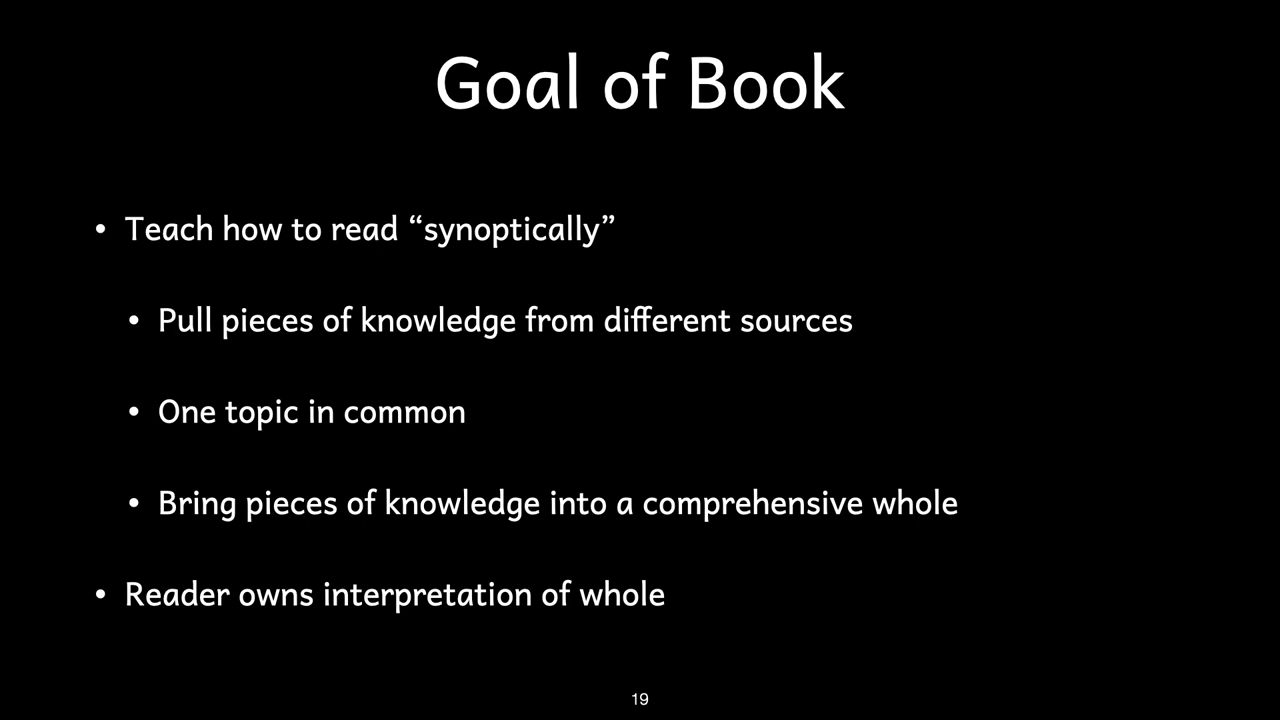 Goal of Book
• Teach how to read “synoptically”
• Pull pieces of knowledge from different sources
• One topic in common
• Bring pieces of knowledge into a comprehensive whole
• Reader owns interpretation of whole
19